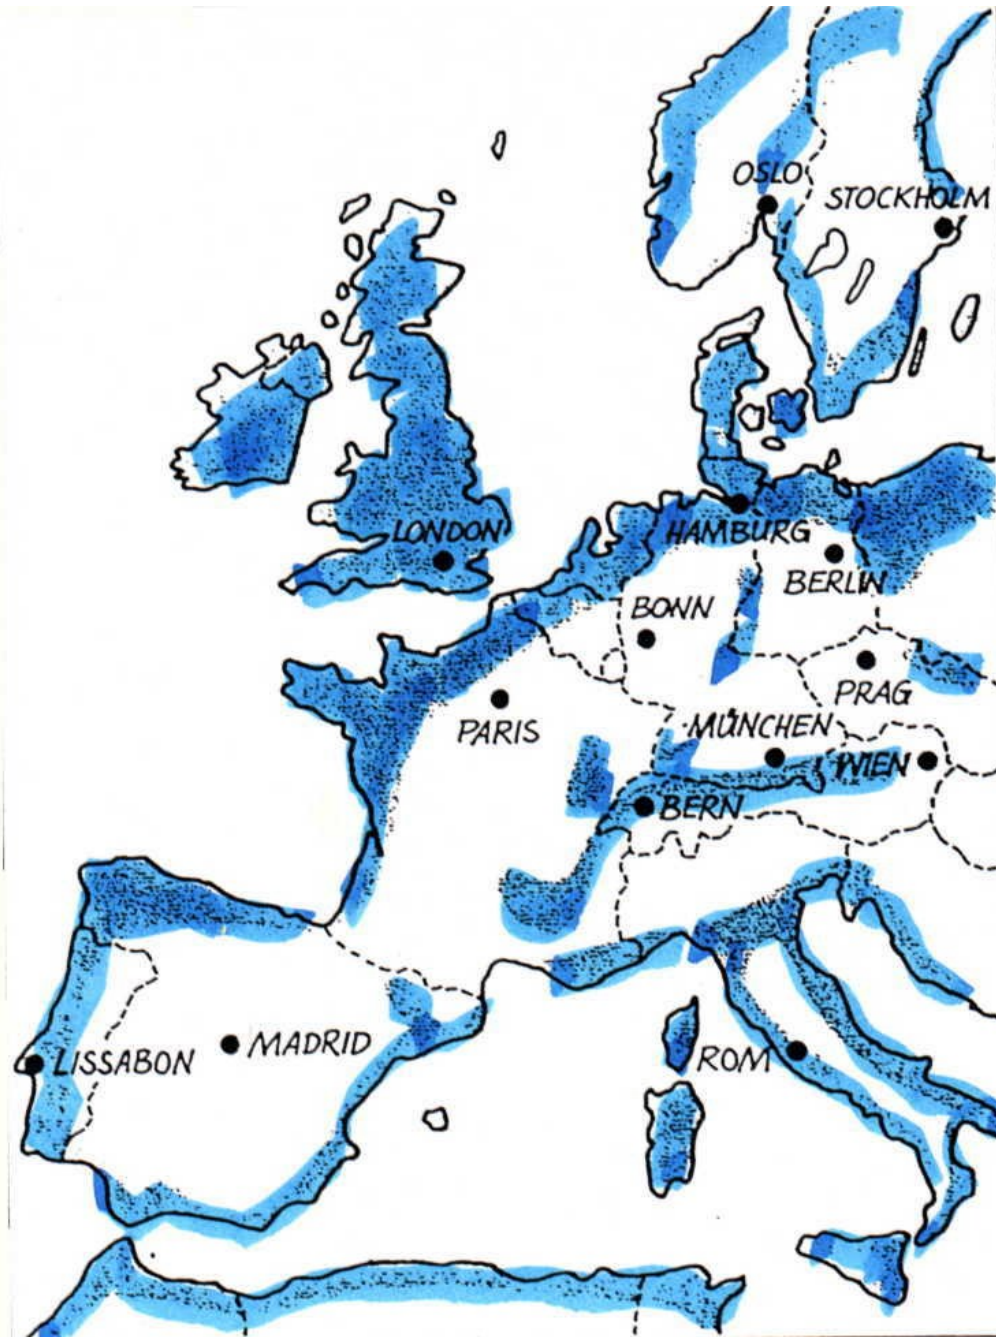 OSLO
STOCKHOLM
LONDON
HAMBURG
BERLIN
BONN
PRAG
PARIS
MÜNCHEN
WIEN
BERN
MADRID
LISSABON
ROM